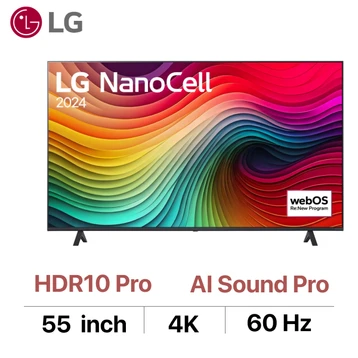 LG
LG NanoCell
2024
webOS
Re:New Program
HDR10 Pro AI Sound Pro
55 inch 4K 60 Hz